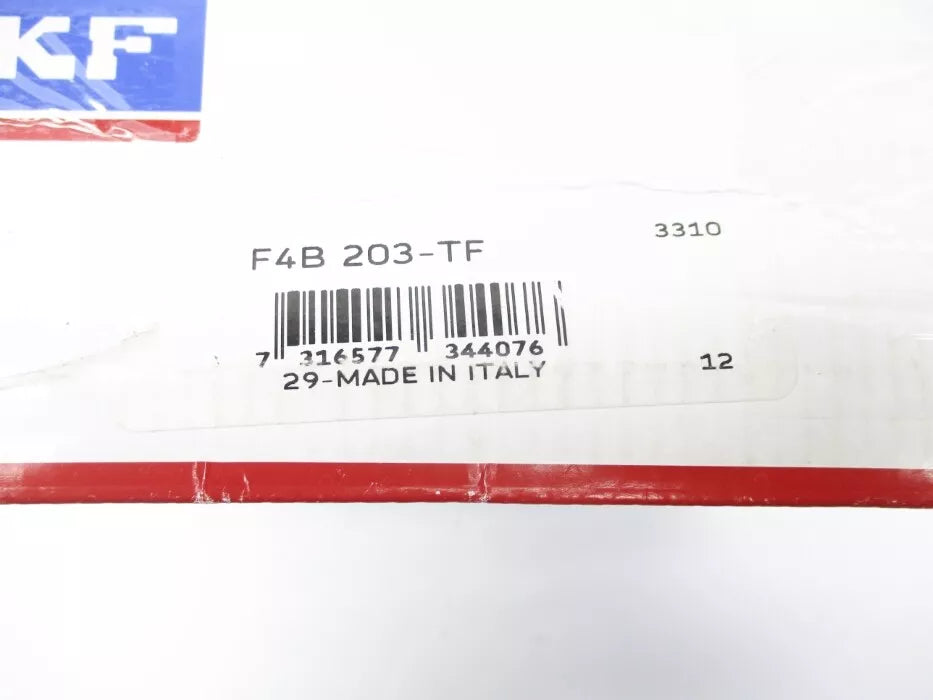 KF
3310
F4B 203-TF
7 316577 344076
29-MADE IN ITALY
12